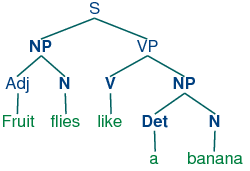 S
NP VP
Adj N V NP
Fruit flies like Det N
a banana